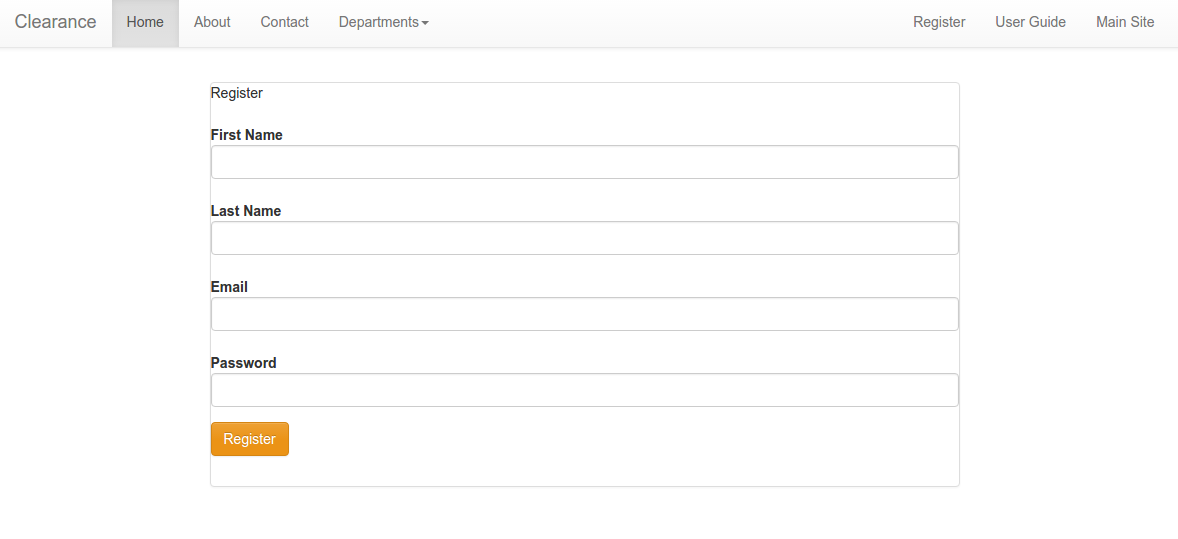 Clearance Home About Contact Departments Register User Guide Main Site
Register
First Name
Last Name
Email
Password
Register